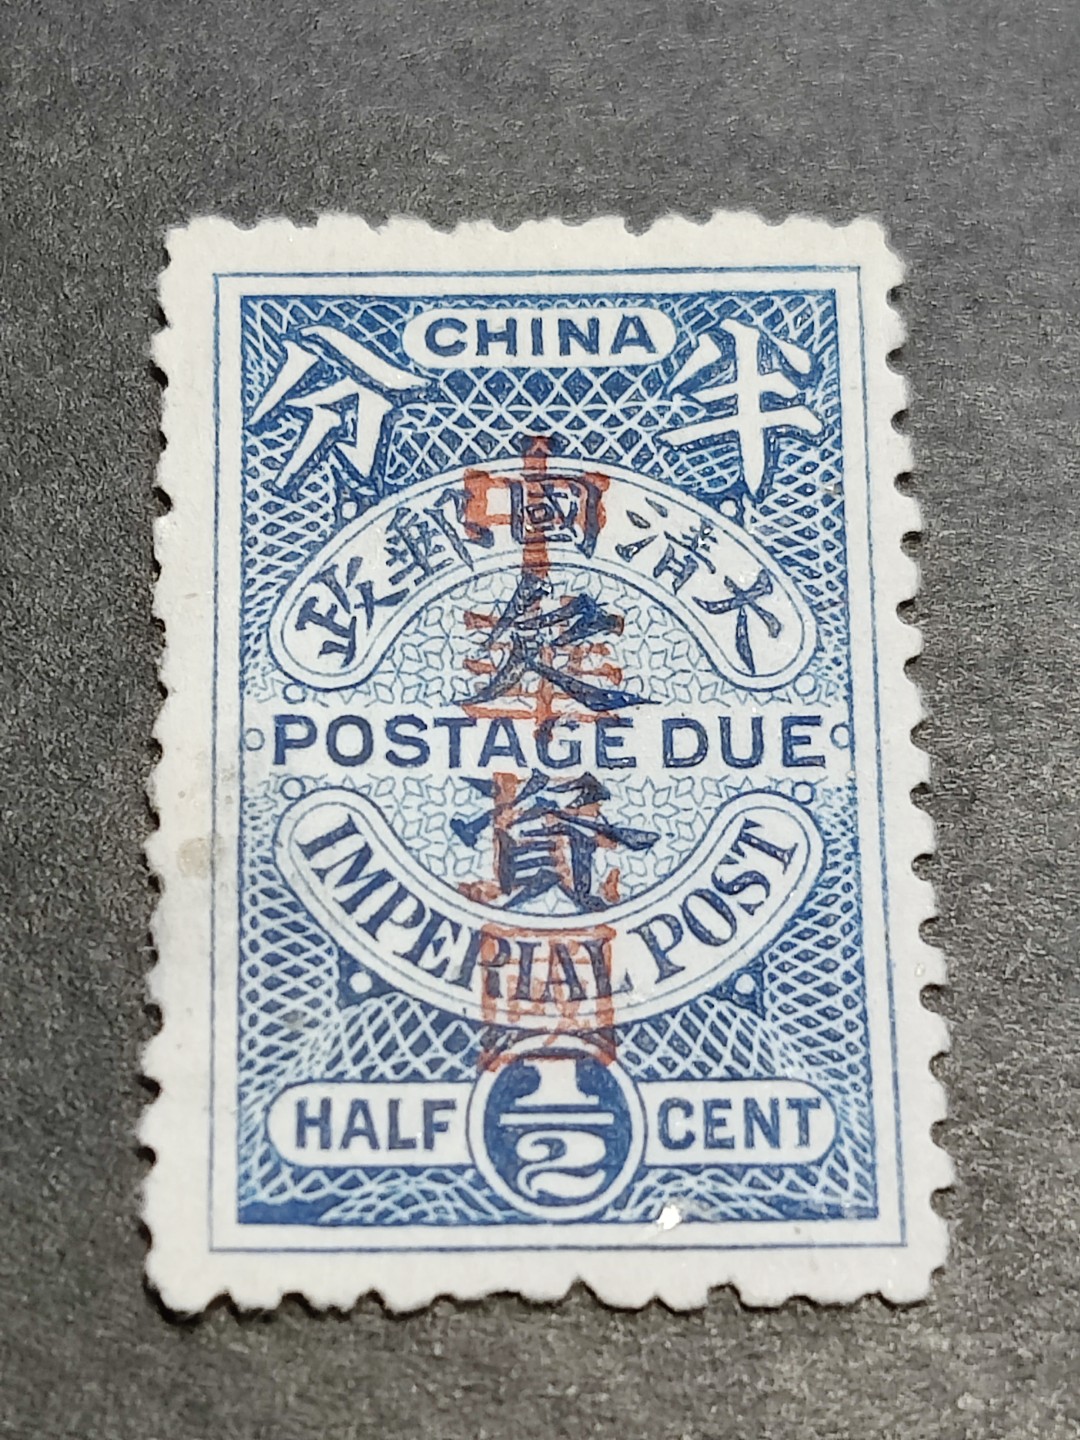 CHINA
半分
大清國郵政
欠資
POSTAGE DUE
IMPERIAL POST
HALF 1/2 CENT
中華民國